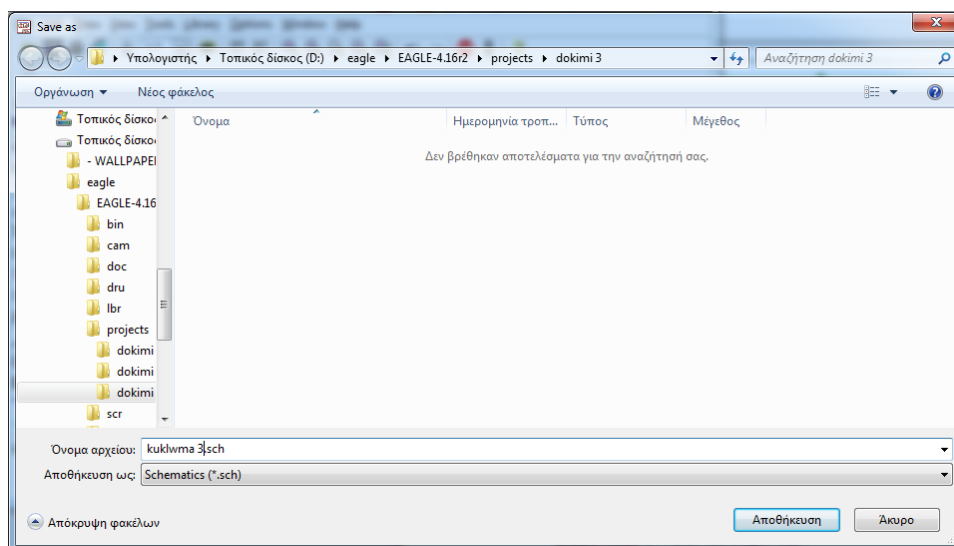 Save as
Υπολογιστής Τοπικός δίσκος (D:) eagle EAGLE-4.16r2 projects dokimi 3 Αναζήτηση dokimi 3
Οργάνωση Νέος φάκελος
Τοπικός δίσκο Όνομα Ημερομηνία τροπ... Τύπος Μέγεθος
Τοπικός δίσκο
Δεν βρέθηκαν αποτελέσματα για την αναζήτησή σας.
- WALLPAPEI
eagle
EAGLE-4.16
bin
cam
doc
dru
lbr
projects
dokimi
dokimi
dokimi
scr
Όνομα αρχείου: kuklwma 3.sch
Αποθήκευση ως: Schematics (*.sch)
Απόκρυψη φακέλων Αποθήκευση Άκυρο